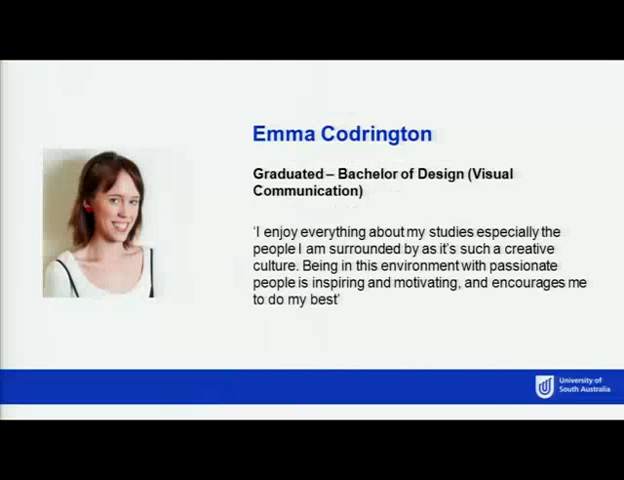 Emma Codrington
Graduated – Bachelor of Design (Visual
Communication)
‘I enjoy everything about my studies especially the
people I am surrounded by as it’s such a creative
culture. Being in this environment with passionate
people is inspiring and motivating, and encourages me
to do my best’
University of
South Australia